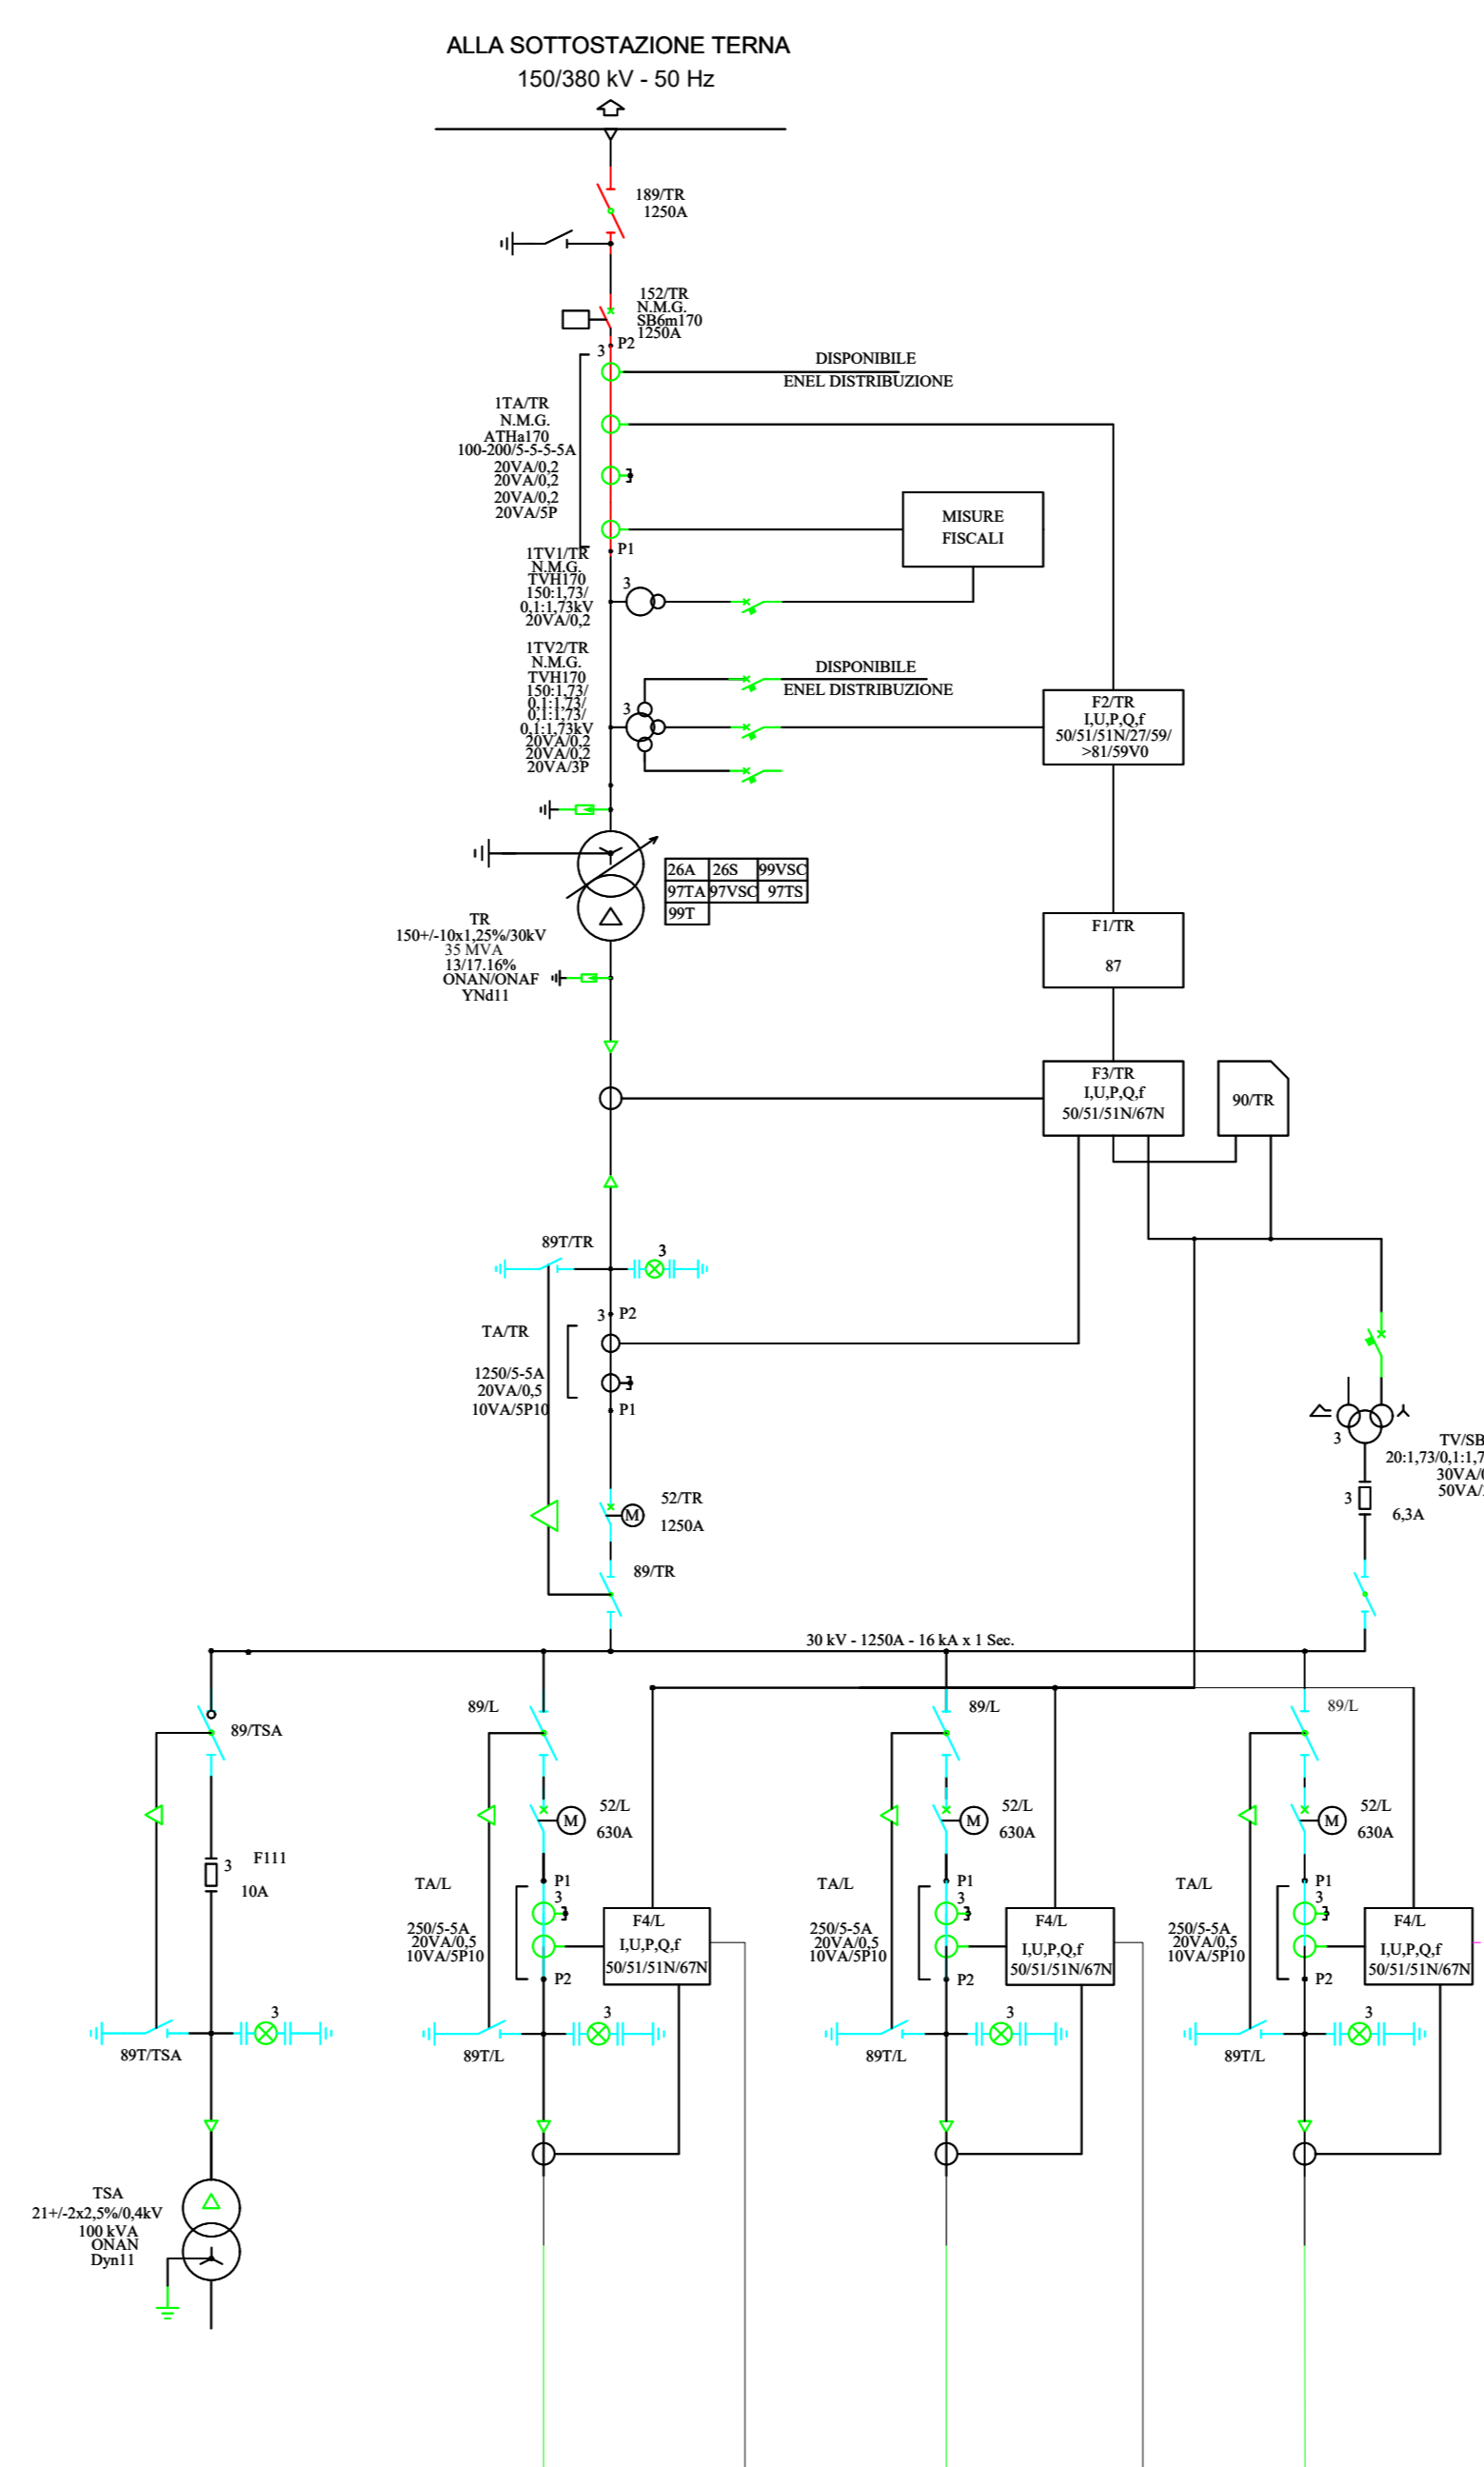 ALLA SOTTOSTAZIONE TERNA
150/380 kV - 50 Hz
189/TR
1250A
152/TR
N.M.G.
SB6m170
1250A
3
P2
DISPONIBILE
ENEL DISTRIBUZIONE
1TA/TR
N.M.G.
ATHa170
100-200/5-5-5-5A
20VA/0,2
20VA/0,2
20VA/0,2
20VA/5P
MISURE
FISCALI
P1
1TV1/TR
N.M.G.
TVH170
150:1,73/
0,1:1,73kV
20VA/0,2
3
1TV2/TR
N.M.G.
TVH170
150:1,73/
0,1:1,73/
0,1:1,73/
0,1:1,73kV
20VA/0,2
20VA/0,2
20VA/3P
3
DISPONIBILE
ENEL DISTRIBUZIONE
F2/TR
I,U,P,Q,f
50/51/51N/27/59/
>81/59V0
26A 26S 99VSC
97TA 97VSC 97TS
99T
TR
150+/-10x1,25%/30kV
35 MVA
13/17.16%
ONAN/ONAF
YNd11
F1/TR
87
F3/TR
I,U,P,Q,f
50/51/51N/67N
90/TR
89T/TR
3
3
P2
TA/TR
1250/5-5A
20VA/0,5
10VA/5P10
P1
3
TV/SB
20:1,73/0,1:1,7
30VA/
50VA/
3
6,3A
52/TR
M
1250A
89/TR
30 kV - 1250A - 16 kA x 1 Sec.
89/TSA
89/L
89/L
89/L
M
52/L
630A
M
52/L
630A
M
52/L
630A
3
F111
10A
TA/L
250/5-5A
20VA/0,5
10VA/5P10
P1
3
P2
F4/L
I,U,P,Q,f
50/51/51N/67N
TA/L
250/5-5A
20VA/0,5
10VA/5P10
P1
3
P2
F4/L
I,U,P,Q,f
50/51/51N/67N
TA/L
250/5-5A
20VA/0,5
10VA/5P10
P1
3
P2
F4/L
I,U,P,Q,f
50/51/51N/67N
89T/TSA
3
89T/L
3
89T/L
3
89T/L
3
TSA
21+/-2x2,5%/0,4kV
100 kVA
ONAN
Dyn11